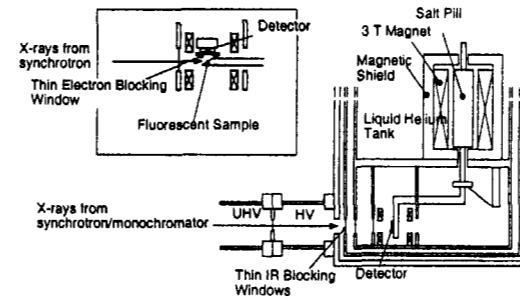 Detector
X-rays from
synchrotron
Thin Electron Blocking
Window
Fluorescent Sample
Salt Pill
3 T Magnet
Magnetic
Shield
Liquid Helium
Tank
X-rays from
synchrotron/monochromator
UHV
HV
Thin IR Blocking
Windows
Detector